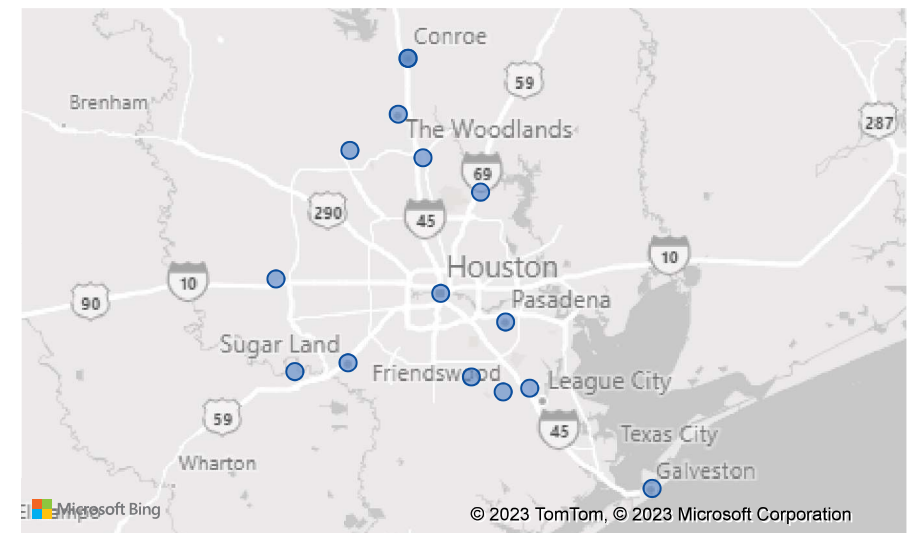 Conroe
59
Brenham
The Woodlands
287
69
290
45
Houston
10
10
90
Pasadena
Sugar Land
Friendswood
League City
59
45
Texas City
Wharton
Galveston
Microsoft Bing
© 2023 TomTom, © 2023 Microsoft Corporation